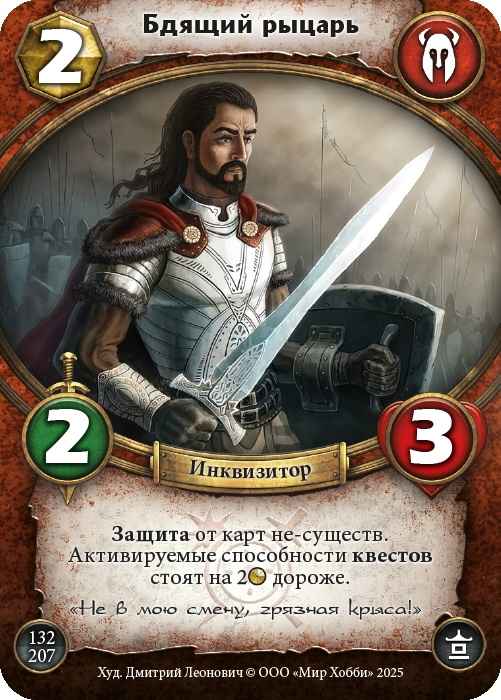 Бдящий рыцарь
2
2
3
Инквизитор
Защита от карт не-существ.
Активируемые способности квестов
стоят на 2 дороже.
«Не в мою смену, грязная крыса!»
132
207
Худ. Дмитрий Леонович © ООО «Мир Хобби» 2025